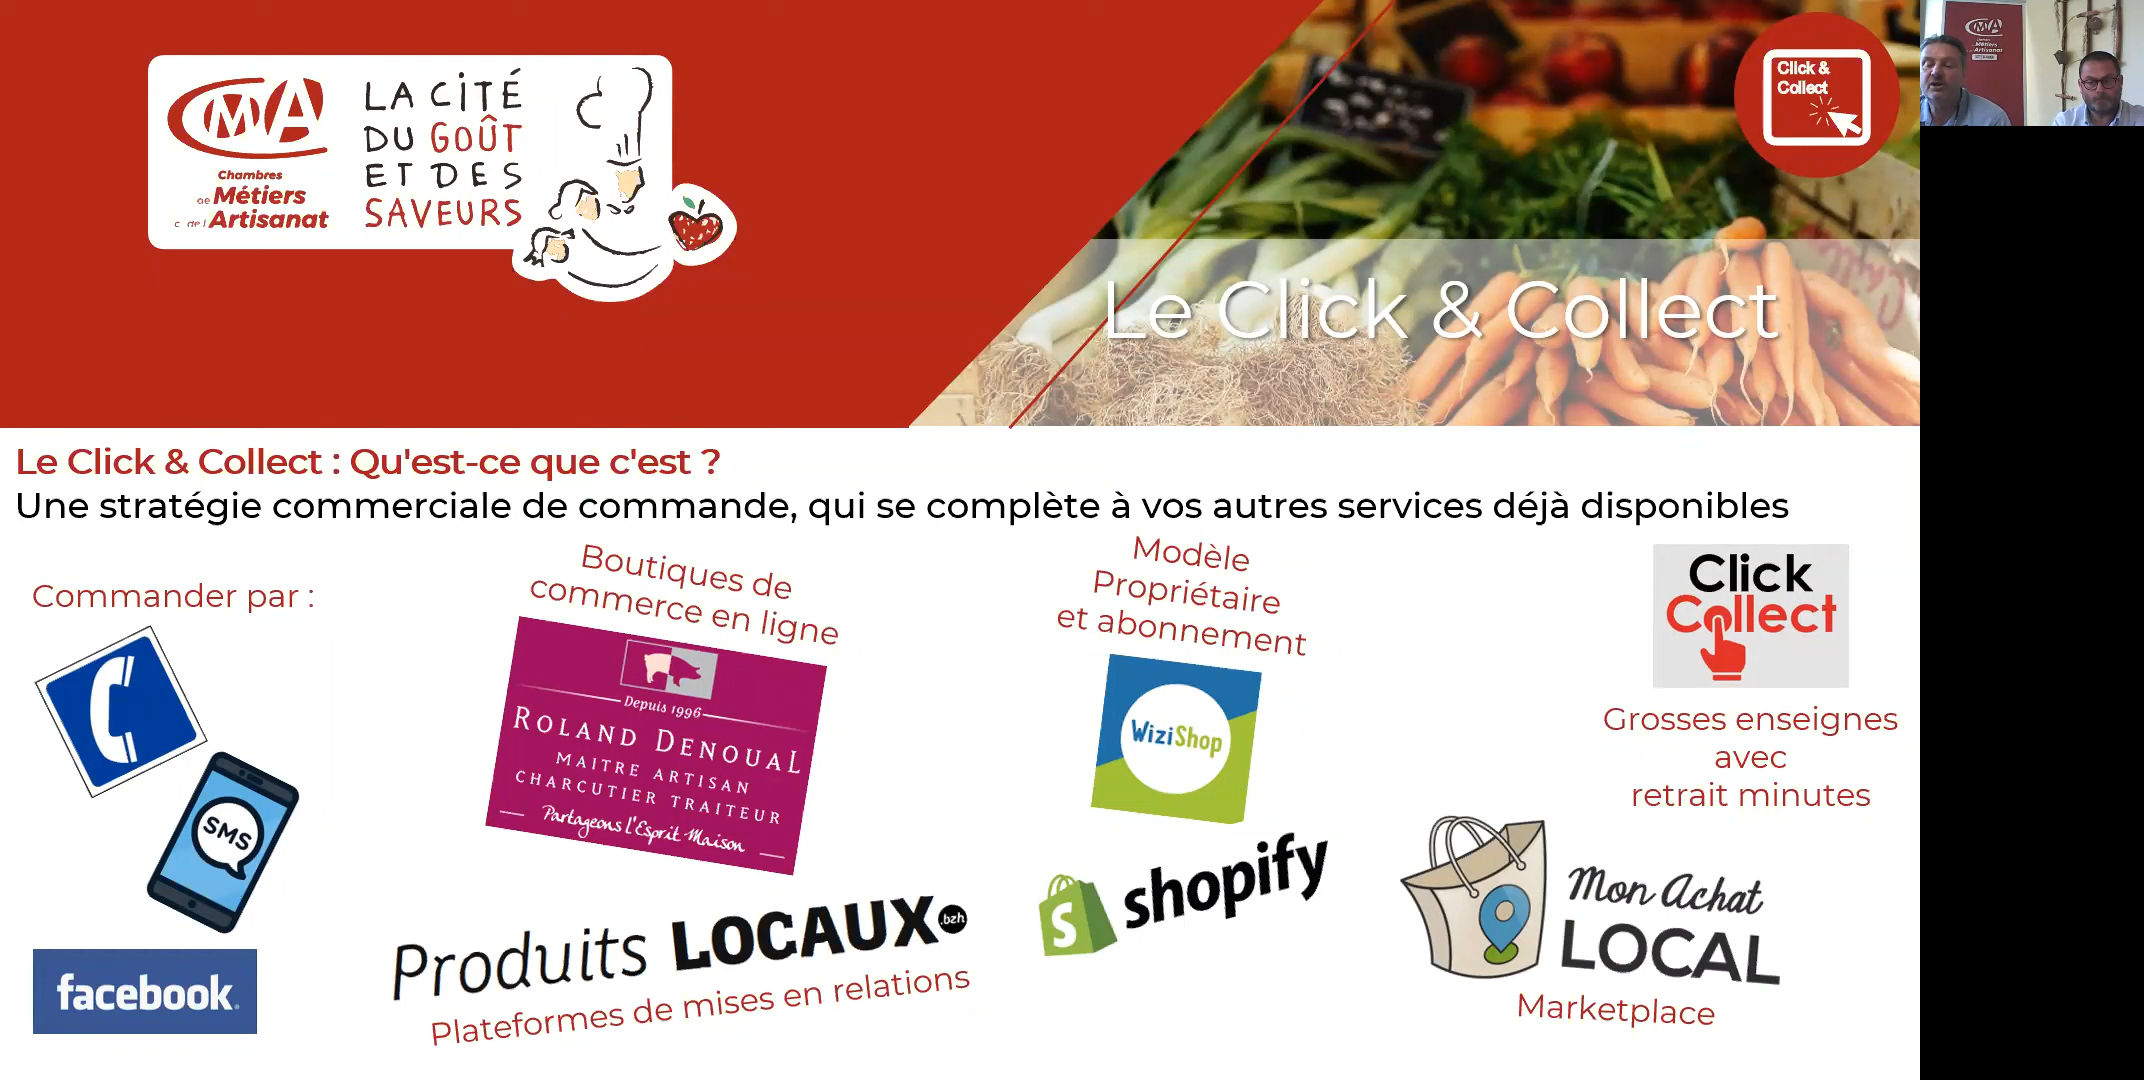 CMA
Chambres
de Métiers
de l'Artisanat
LA CITÉ
DU GOÛT
ET DES
SAVEURS
Click &
Collect
CMA
Le Click & Collect
Le Click & Collect : Qu'est-ce que c'est ?
Une stratégie commerciale de commande, qui se complète à vos autres services déjà disponibles
Commander par :
SMS
facebook
Boutiques de
commerce en ligne
Depuis 1996
ROLAND DENOUAL
MAITRE ARTISAN
CHARCUTIER TRAITEUR
Partageons l'Esprit Maison
Produits LOCAUX.bzh
Plateformes de mises en relations
Modèle
Propriétaire
et abonnement
WiziShop
shopify
Click
Collect
Grosses enseignes
avec
retrait minutes
Mon Achat
LOCAL
Marketplace